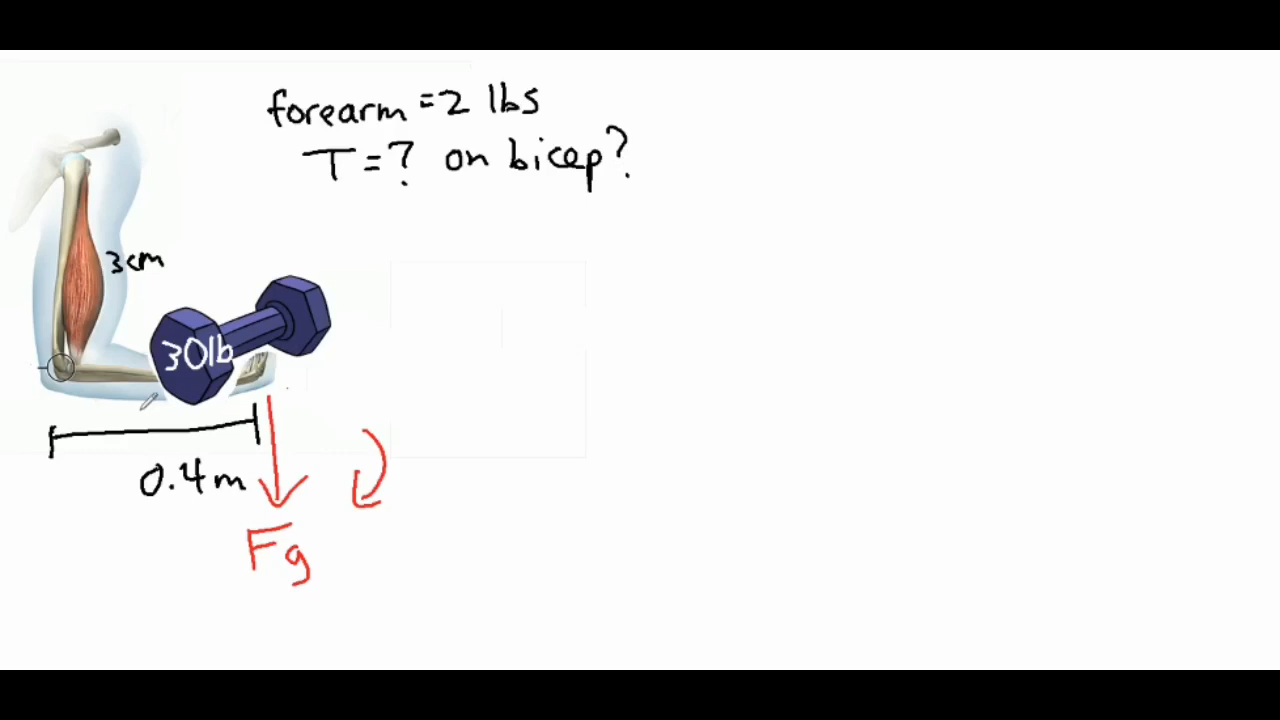 forearm = 2 lbs
T = ? on bicep?
3cm
30lb
0.4m
Fg